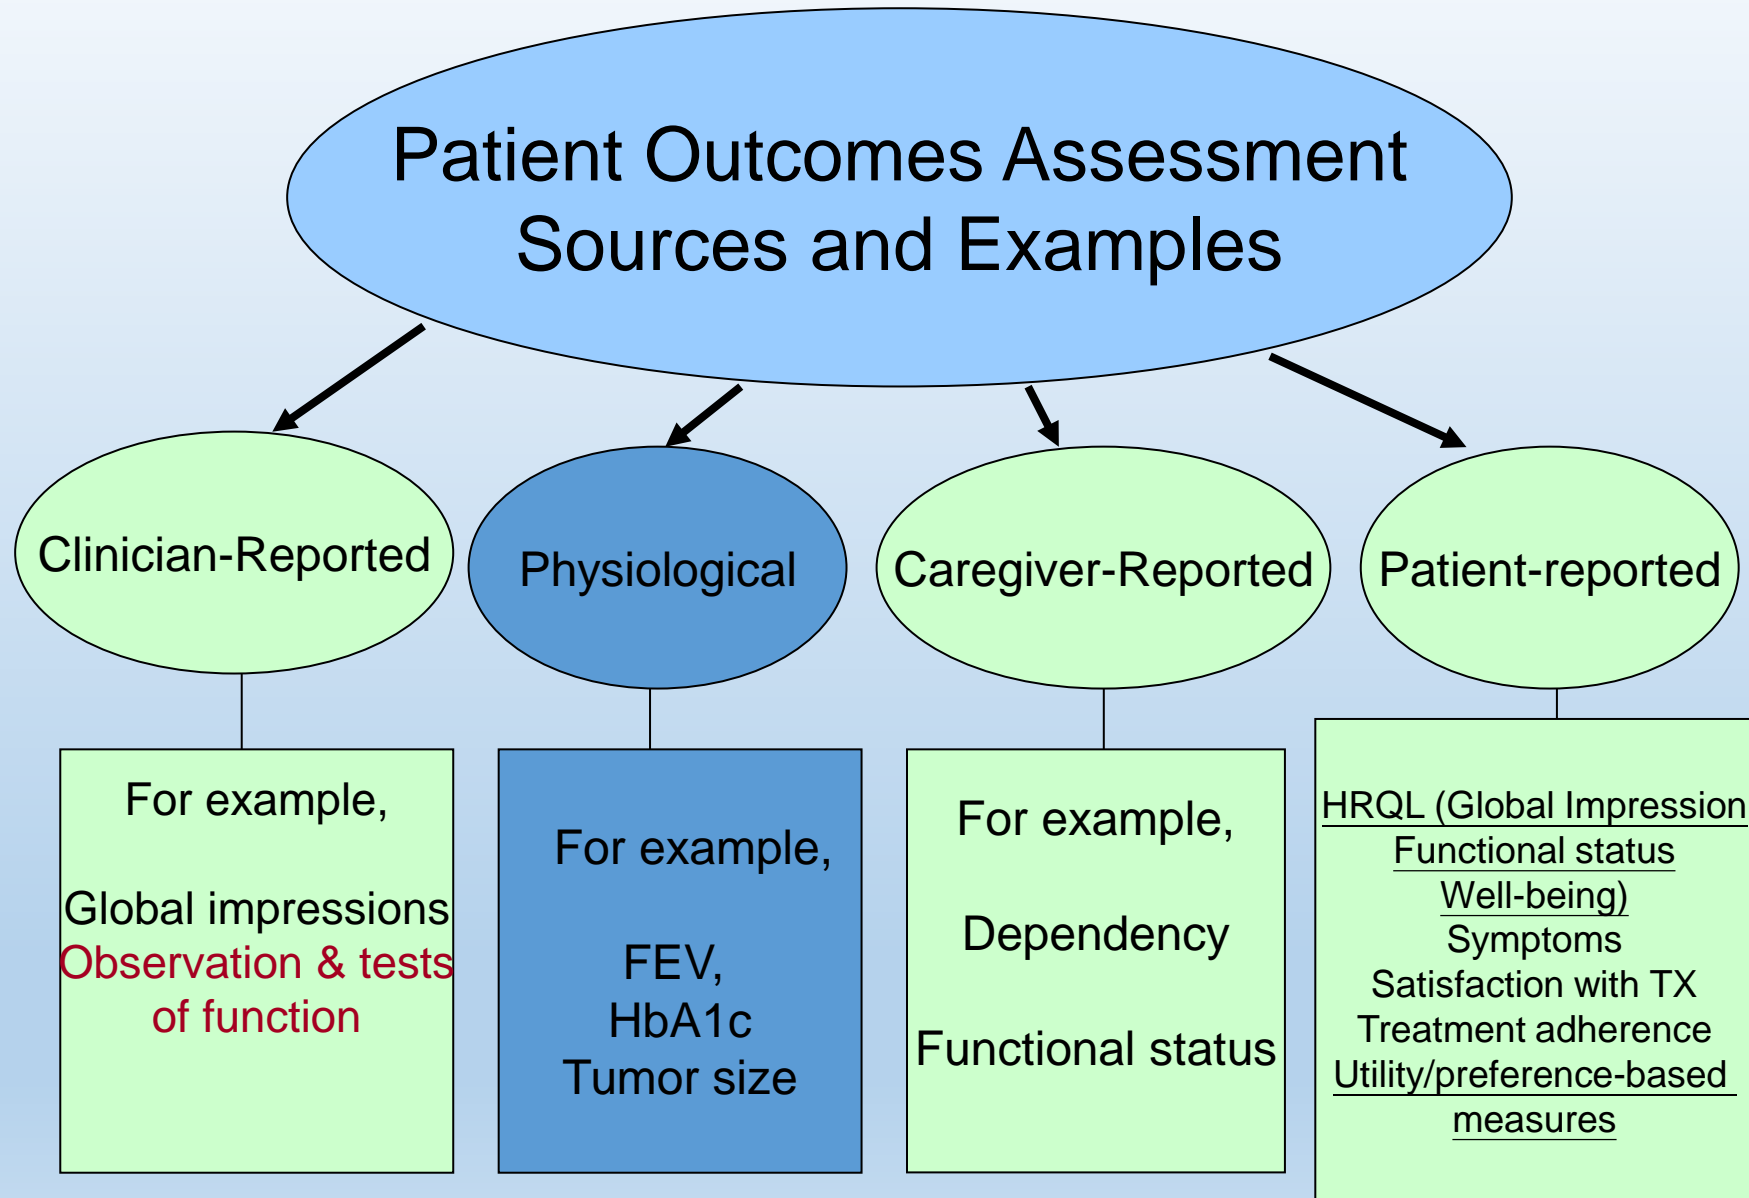 Patient Outcomes Assessment
Sources and Examples
Clinician-Reported
Physiological
Caregiver-Reported
Patient-reported
For example,
Global impressions
Observation & tests
of function
For example,
FEV,
HbA1c
Tumor size
For example,
Dependency
Functional status
HRQL (Global Impression
Functional status
Well-being)
Symptoms
Satisfaction with TX
Treatment adherence
Utility/preference-based
measures